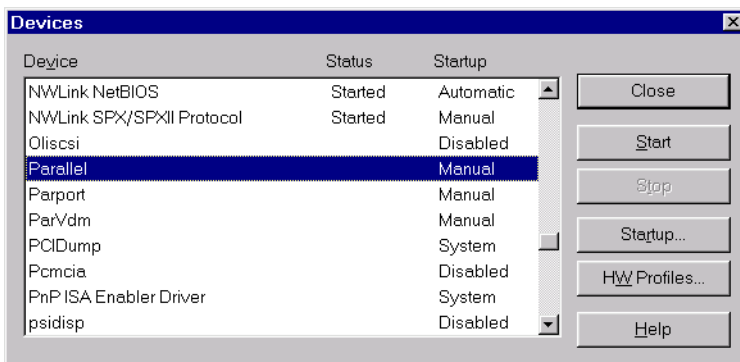 Devices
Device Status Startup
NWLink NetBIOS Started Automatic
NWLink SPX/SPXII Protocol Started Manual
Oliscsi Disabled
Parallel Manual
Parport Manual
ParVdm Manual
PCIDump System
Pcmcia Disabled
PnP ISA Enabler Driver System
psidisp Disabled
Close
Start
Stop
Startup...
HW Profiles...
Help